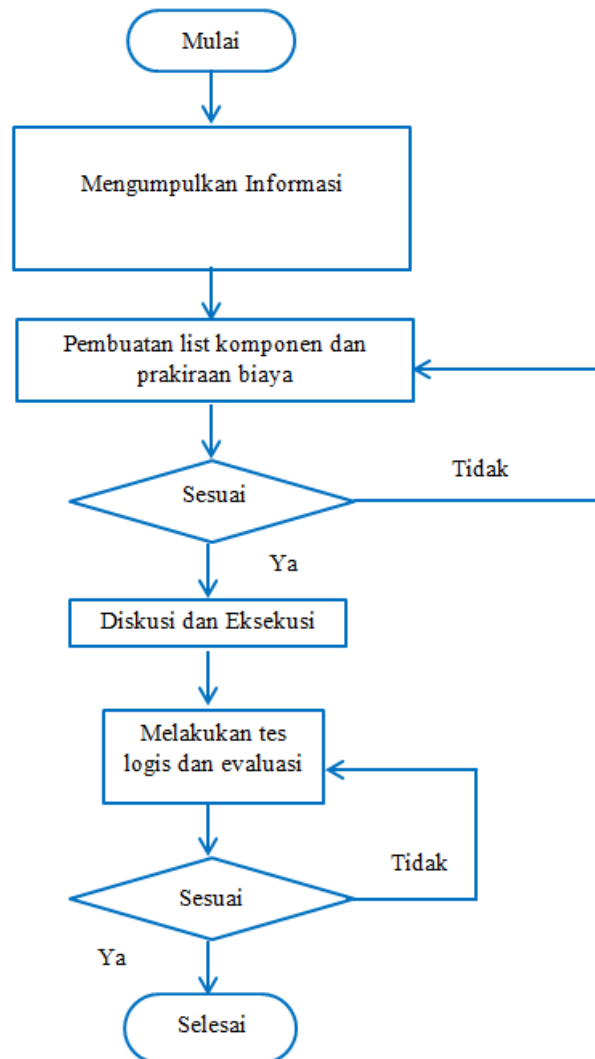 Mulai
Mengumpulkan Informasi
Pembuatan list komponen dan
prakiraan biaya
Sesuai
Tidak
Ya
Diskusi dan Eksekusi
Melakukan tes
logis dan evaluasi
Sesuai
Tidak
Ya
Selesai